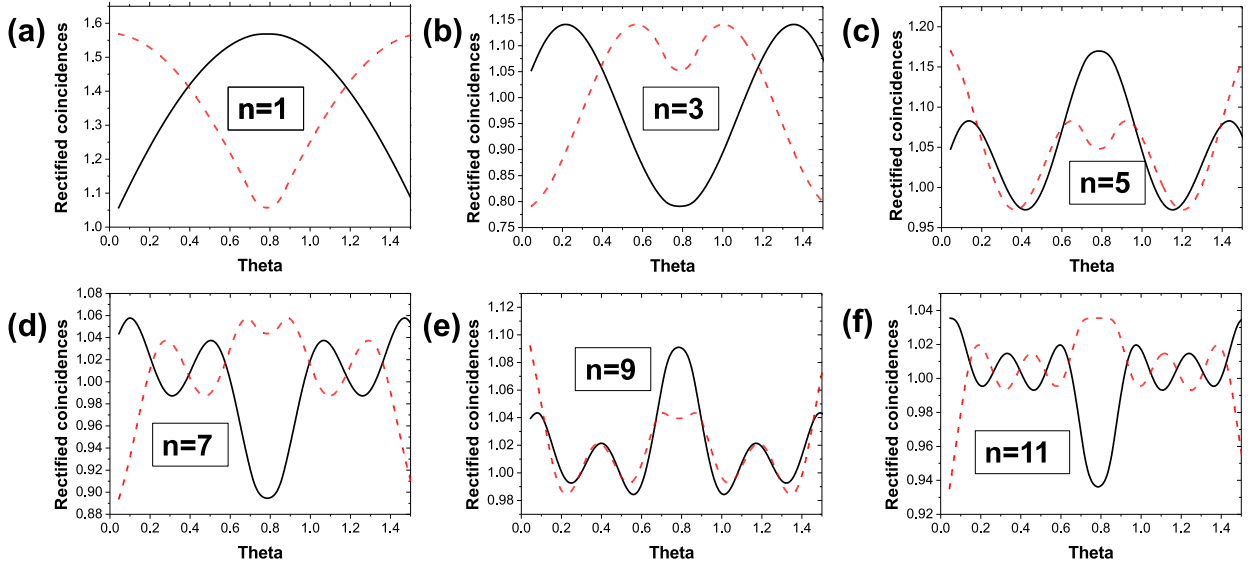 (a)
Rectified coincidences
1.6
1.5
1.4
1.3
1.2
1.1
1.0
n=1
0.0 0.2 0.4 0.6 0.8 1.0 1.2 1.4
Theta
(b)
Rectified coincidences
1.15
1.10
1.05
1.00
0.95
0.90
0.85
0.80
0.75
n=3
0.0 0.2 0.4 0.6 0.8 1.0 1.2 1.4
Theta
(c)
Rectified coincidences
1.20
1.15
1.10
1.05
1.00
0.95
n=5
0.0 0.2 0.4 0.6 0.8 1.0 1.2 1.4
Theta
(d)
Rectified coincidences
1.08
1.06
1.04
1.02
1.00
0.98
0.96
0.94
0.92
0.90
0.88
n=7
0.0 0.2 0.4 0.6 0.8 1.0 1.2 1.4
Theta
(e)
Rectified coincidences
1.12
1.10
1.08
1.06
1.04
1.02
1.00
0.98
0.96
n=9
0.0 0.2 0.4 0.6 0.8 1.0 1.2 1.4
Theta
(f)
Rectified coincidences
1.04
1.02
1.00
0.98
0.96
0.94
0.92
n=11
0.0 0.2 0.4 0.6 0.8 1.0 1.2 1.4
Theta